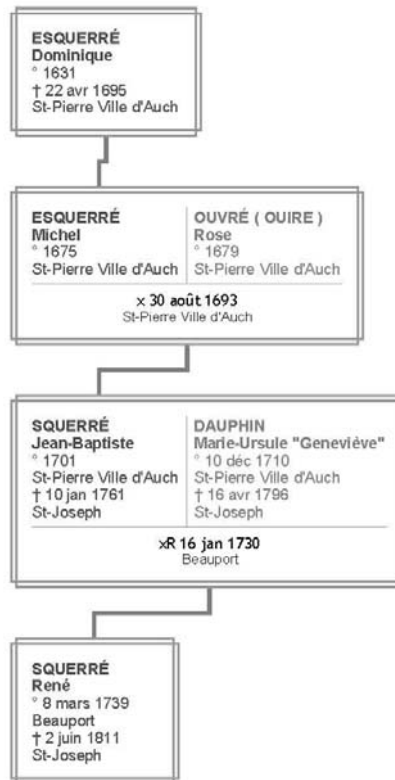 ESQUERRÉ
Dominique
° 1631
† 22 avr 1695
St-Pierre Ville d'Auch
ESQUERRÉ
Michel
° 1675
St-Pierre Ville d'Auch
OUVRÉ ( OUIRE )
Rose
° 1679
St-Pierre Ville d'Auch
x 30 août 1693
St-Pierre Ville d'Auch
SQUERRÉ
Jean-Baptiste
° 1701
St-Pierre Ville d'Auch
† 10 jan 1761
St-Joseph
DAUPHIN
Marie-Ursule "Geneviève"
° 10 déc 1710
St-Pierre Ville d'Auch
† 16 avr 1796
St-Joseph
xR 16 jan 1730
Beauport
SQUERRÉ
René
° 8 mars 1739
Beauport
† 2 juin 1811
St-Joseph